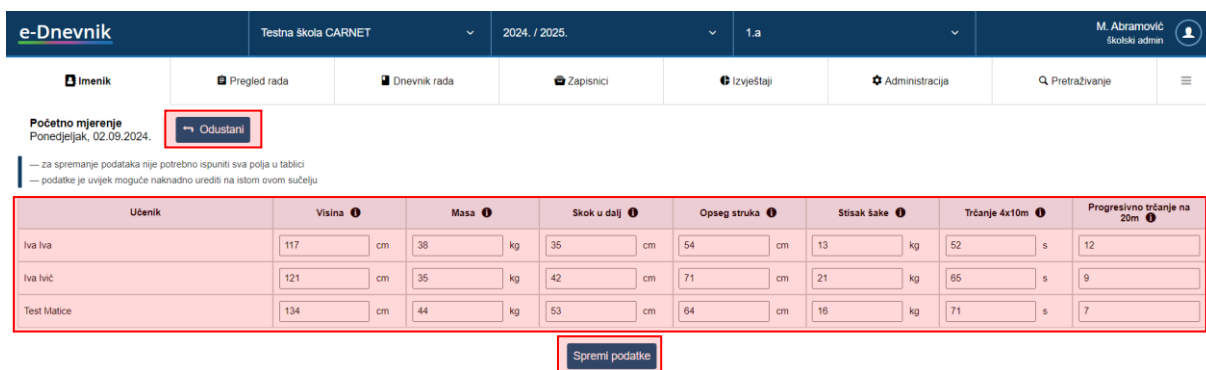 e-Dnevnik
Testna škola CARNET
2024. / 2025.
1.a
M. Abramović
školski admin
Imenik
Pregled rada
Dnevnik rada
Zapisnici
Izvještaji
Administracija
Pretraživanje
Početno mjerenje
Ponedjeljak, 02.09.2024.
Odustani
— za spremanje podataka nije potrebno ispuniti sva polja u tablici
— podatke je uvijek moguće naknadno urediti na istom ovom sučelju
Učenik Visina Masa Skok u dalj Opseg struka Stisak šake Trčanje 4x10m Progresivno trčanje na
20m
Iva Iva 117 cm 38 kg 35 cm 54 cm 13 kg 52 s 12
Iva Ivić 121 cm 35 kg 42 cm 71 cm 21 kg 65 s 9
Test Matice 134 cm 44 kg 53 cm 64 cm 16 kg 71 s 7
Spremi podatke